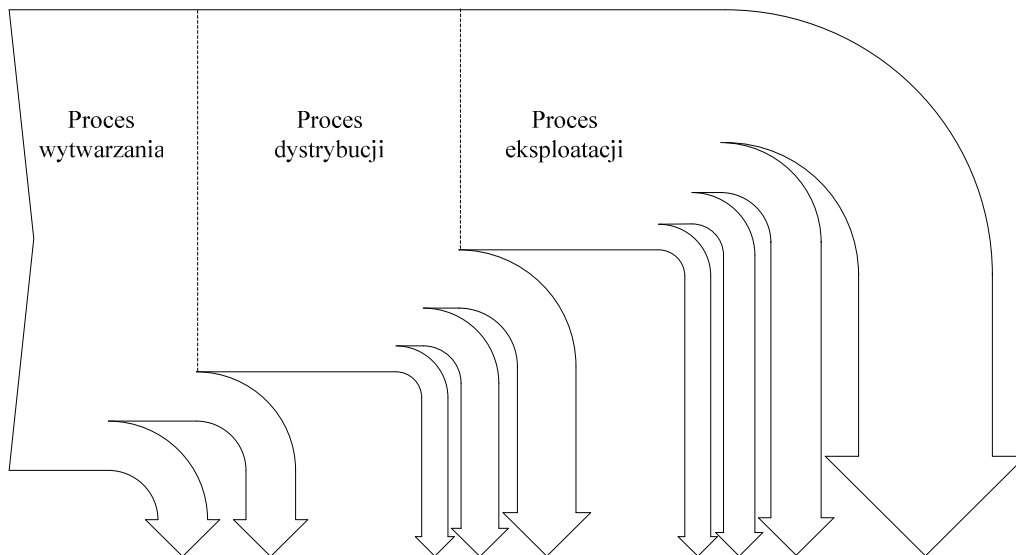 Proces
wytwarzania
Proces
dystrybucji
Proces
eksploatacji